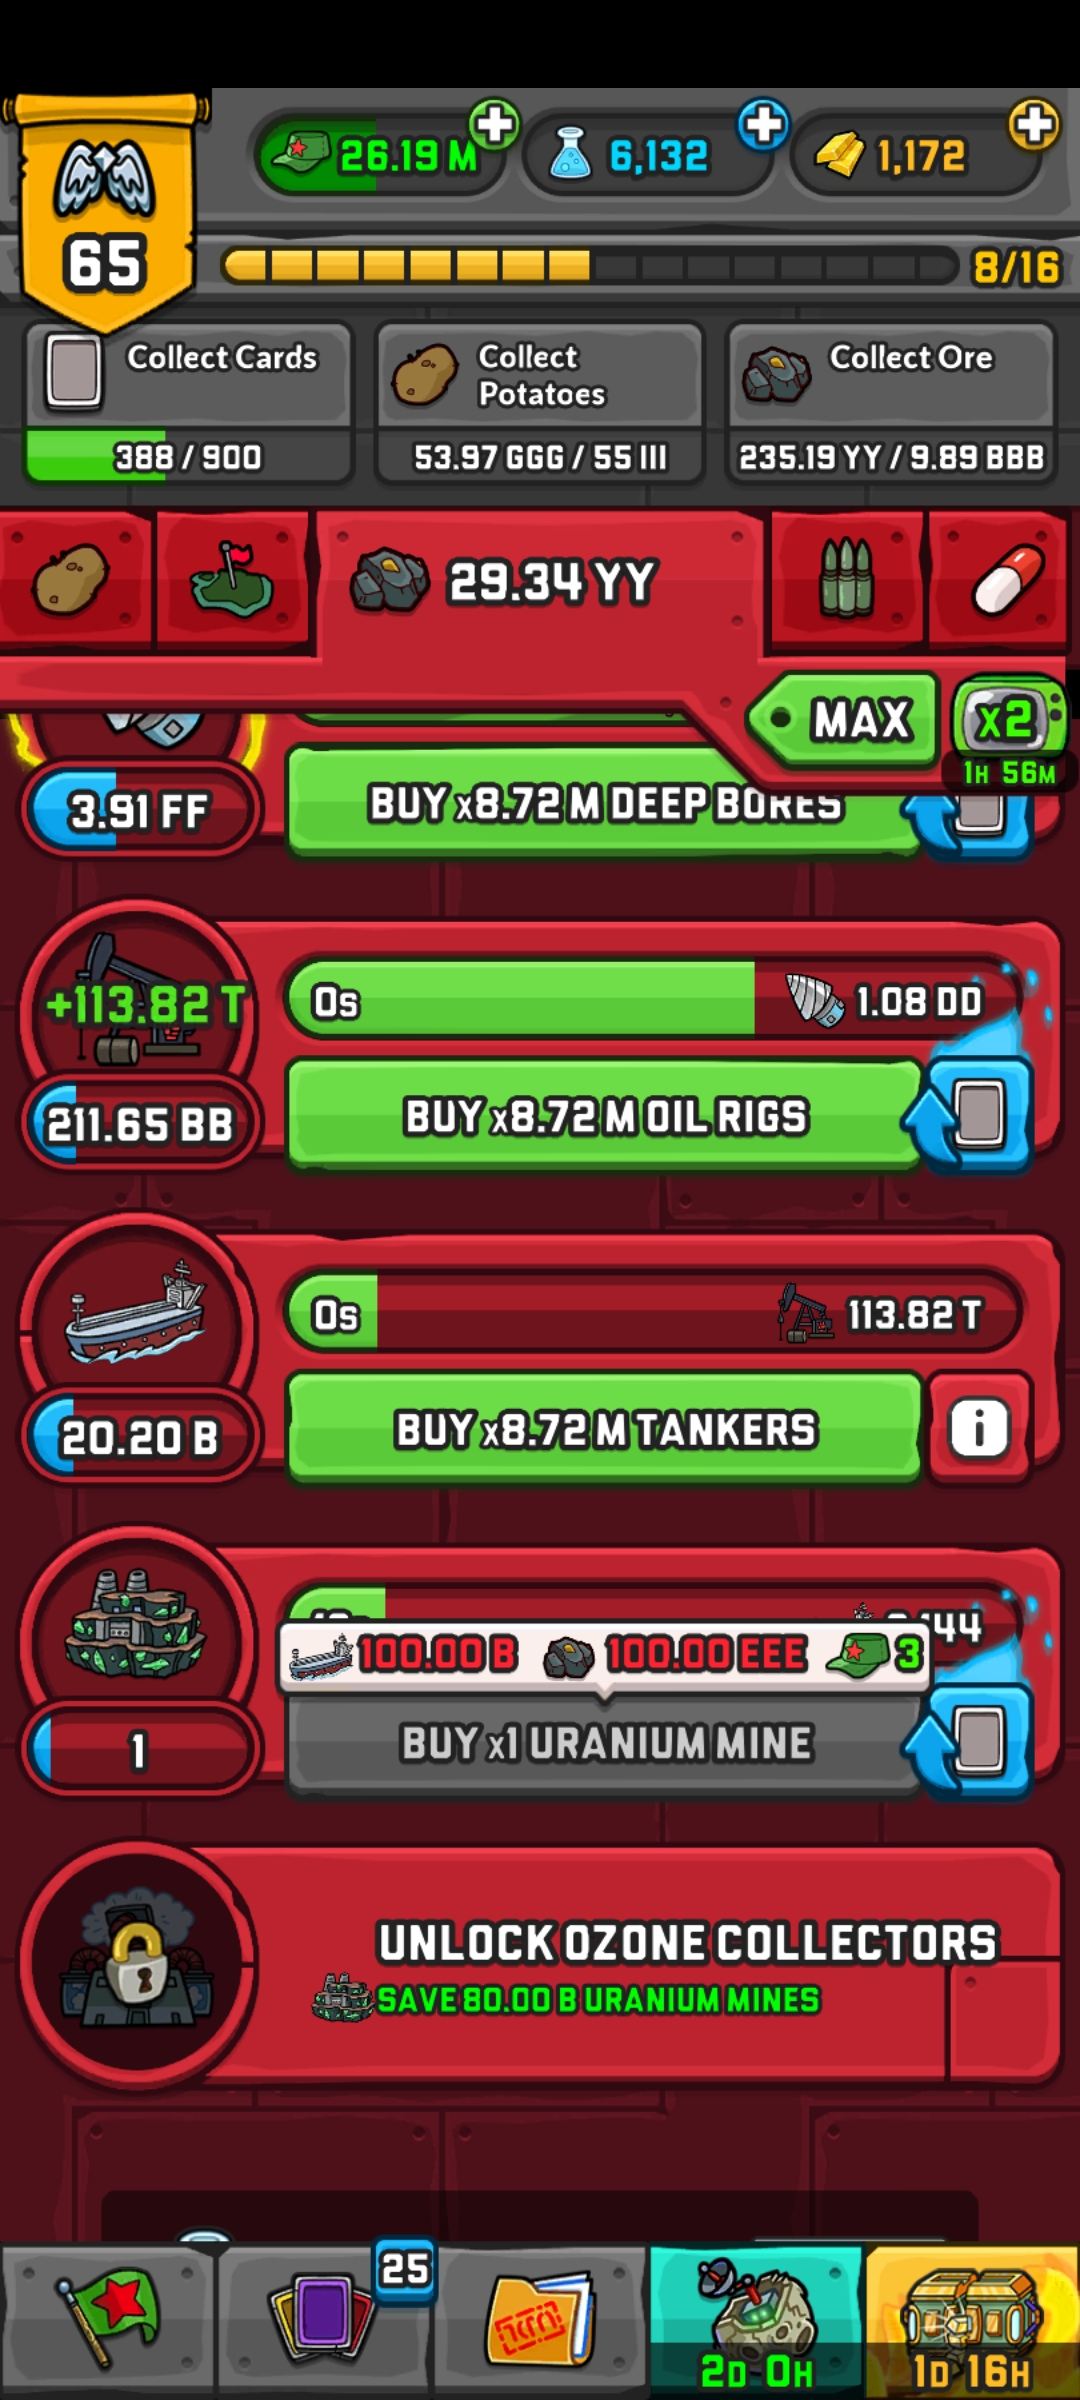 26.19 M
6,132
1,172
65
8/16
Collect Cards
388 / 900
Collect
Potatoes
53.97 GGG / 55 III
Collect Ore
235.19 YY / 9.89 BBB
29.34 YY
MAX
x2
1H 56M
3.91 FF
BUY x8.72 M DEEP BORES
+113.82 T
0s
1.08 DD
211.65 BB
BUY x8.72 M OIL RIGS
0s
113.82 T
20.20 B
BUY x8.72 M TANKERS
i
100.00 B
100.00 EEE
3
1
BUY x1 URANIUM MINE
UNLOCK OZONE COLLECTORS
SAVE 80.00 B URANIUM MINES
25
2D 0H
1D 16H